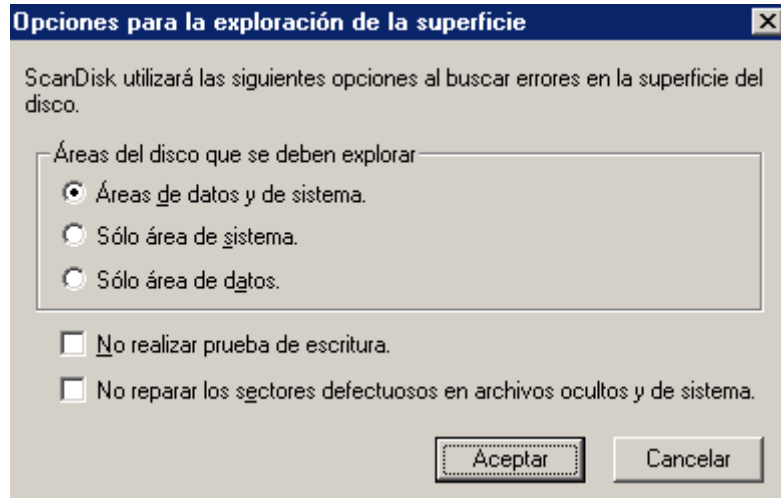 Opciones para la exploración de la superficie
ScanDisk utilizará las siguientes opciones al buscar errores en la superficie del
disco.
Áreas del disco que se deben explorar
Áreas de datos y de sistema.
Sólo área de sistema.
Sólo área de datos.
No realizar prueba de escritura.
No reparar los sectores defectuosos en archivos ocultos y de sistema.
Aceptar Cancelar